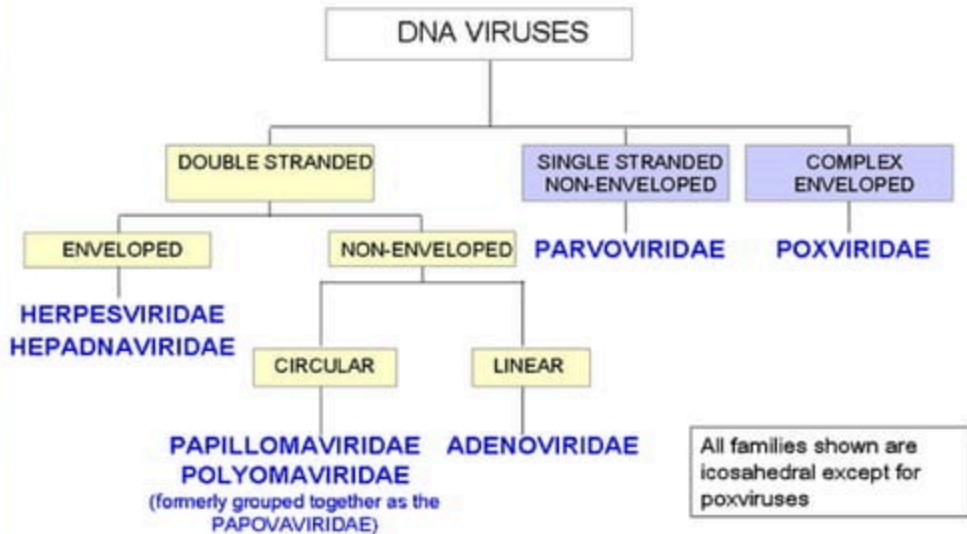 DNA VIRUSES
DOUBLE STRANDED
SINGLE STRANDED
NON-ENVELOPED
COMPLEX
ENVELOPED
ENVELOPED
NON-ENVELOPED
PARVOVIRIDAE
POXVIRIDAE
HERPESVIRIDAE
HEPADNAVIRIDAE
CIRCULAR
LINEAR
PAPILLOMAVIRIDAE
POLYOMAVIRIDAE
(formerly grouped together as the
PAPOVAVIRIDAE)
ADENOVIRIDAE
All families shown are
icosahedral except for
poxviruses